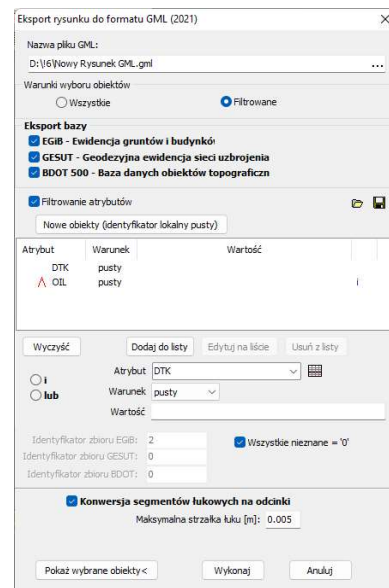 Eksport rysunku do formatu GML (2021)
Nazwa pliku GML:
D:\!6\Nowy Rysunek GML.gml ...
Warunki wyboru obiektów
Wszystkie Filtrowane
Eksport bazy
EGiB - Ewidencja gruntów i budynków
GESUT - Geodezyjna ewidencja sieci uzbrojenia
BDOT 500 - Baza danych obiektów topograficzn
Filtrowanie atrybutów
Nowe obiekty (identyfikator lokalny pusty)
Atrybut Warunek Wartość
DTK pusty
OIL pusty i
Wyczyść Dodaj do listy Edytuj na liście Usuń z listy
i Atrybut DTK
lub Warunek pusty
Wartość
Identyfikator zbioru EGiB: 2 Wszystkie nieznane = '0'
Identyfikator zbioru GESUT: 0
Identyfikator zbioru BDOT: 0
Konwersja segmentów łukowych na odcinki
Maksymalna strzałka łuku [m]: 0.005
Pokaż wybrane obiekty< Wykonaj Anuluj